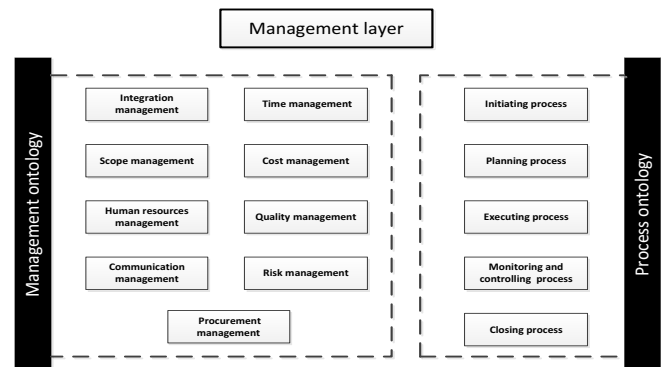 Management layer
Management ontology
Integration
management
Time management
Scope management
Cost management
Human resources
management
Quality management
Communication
management
Risk management
Procurement
management
Initiating process
Planning process
Executing process
Monitoring and
controlling process
Closing process
Process ontology